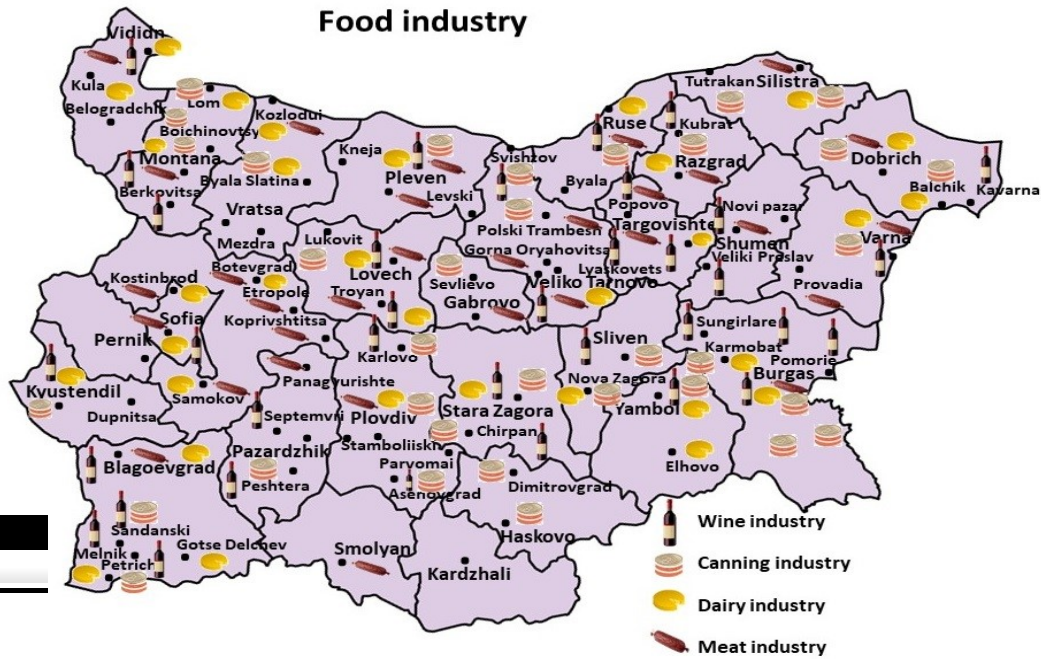 Food industry
Vididn
Kula
Belogradchik
Lom
Kozlodui
Boichinovtsy
Montana
Berkovitsa
Byala Slatina
Vratsa
Mezdra
Kneja
Pleven
Levski
Svishtov
Byala
Ruse
Tutrakan
Silistra
Kubrat
Razgrad
Dobrich
Balchik
Kavarna
Popovo
Targovishte
Novi pazar
Shumen
Varna
Veliki Preslav
Provadia
Polski Trambesh
Gorna Oryahovitsa
Lyaskovets
Veliko Tarnovo
Lukovit
Lovech
Troyan
Sevlievo
Gabrovo
Botevgrad
Etropole
Kostinbrod
Koprivshtitsa
Sofia
Pernik
Kyustendil
Dupnitsa
Samokov
Panagyurishte
Karlovo
Septemvri
Plovdiv
Pazardzhik
Stamboliiski
Peshtera
Parvomai
Asenovgrad
Stara Zagora
Chirpan
Sliven
Nova Zagora
Sungirlare
Karmobat
Pomorie
Burgas
Yambol
Elhovo
Dimitrovgrad
Haskovo
Blagoevgrad
Sandanski
Melnik
Petrich
Gotse Delchev
Smolyan
Kardzhali
Wine industry
Canning industry
Dairy industry
Meat industry